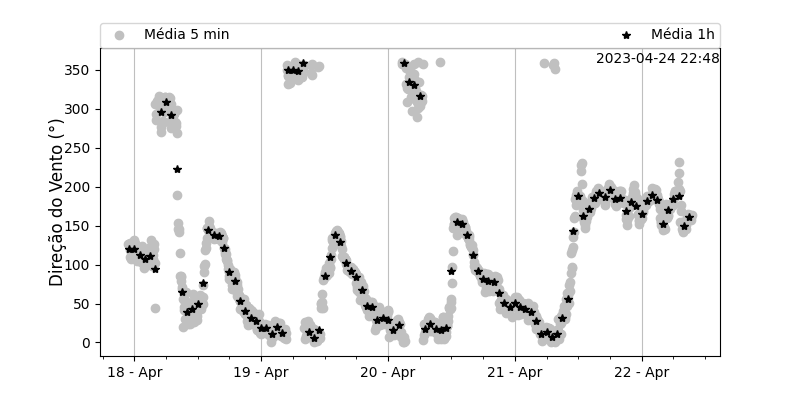 Média 5 min
Média 1h
2023-04-24 22:48
Direção do Vento (°)
350
300
250
200
150
100
50
0
18 - Apr
19 - Apr
20 - Apr
21 - Apr
22 - Apr